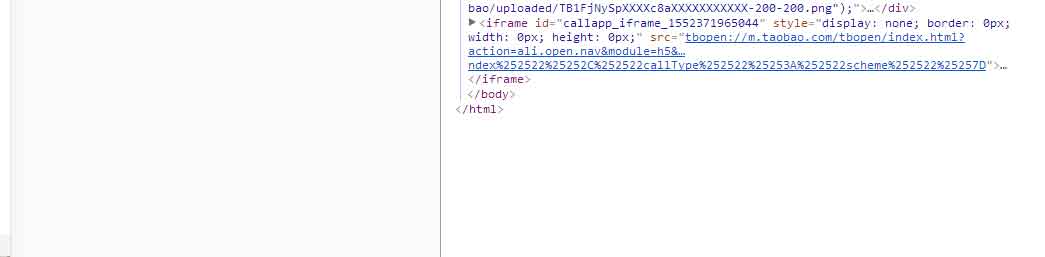 bao/uploaded/TB1FjNySpXXXXc8aXXXXXXXXXXX-200-200.png");">…</div>
▶<iframe id="callapp_iframe_1552371965044" style="display: none; border: 0px;
width: 0px; height: 0px;" src="tbopen://m.taobao.com/tbopen/index.html?
action=ali.open.nav&module=h5&…
ndex%252522%25252C%252522callType%252522%25253A%252522scheme%252522%25257D">…
</iframe>
</body>
</html>